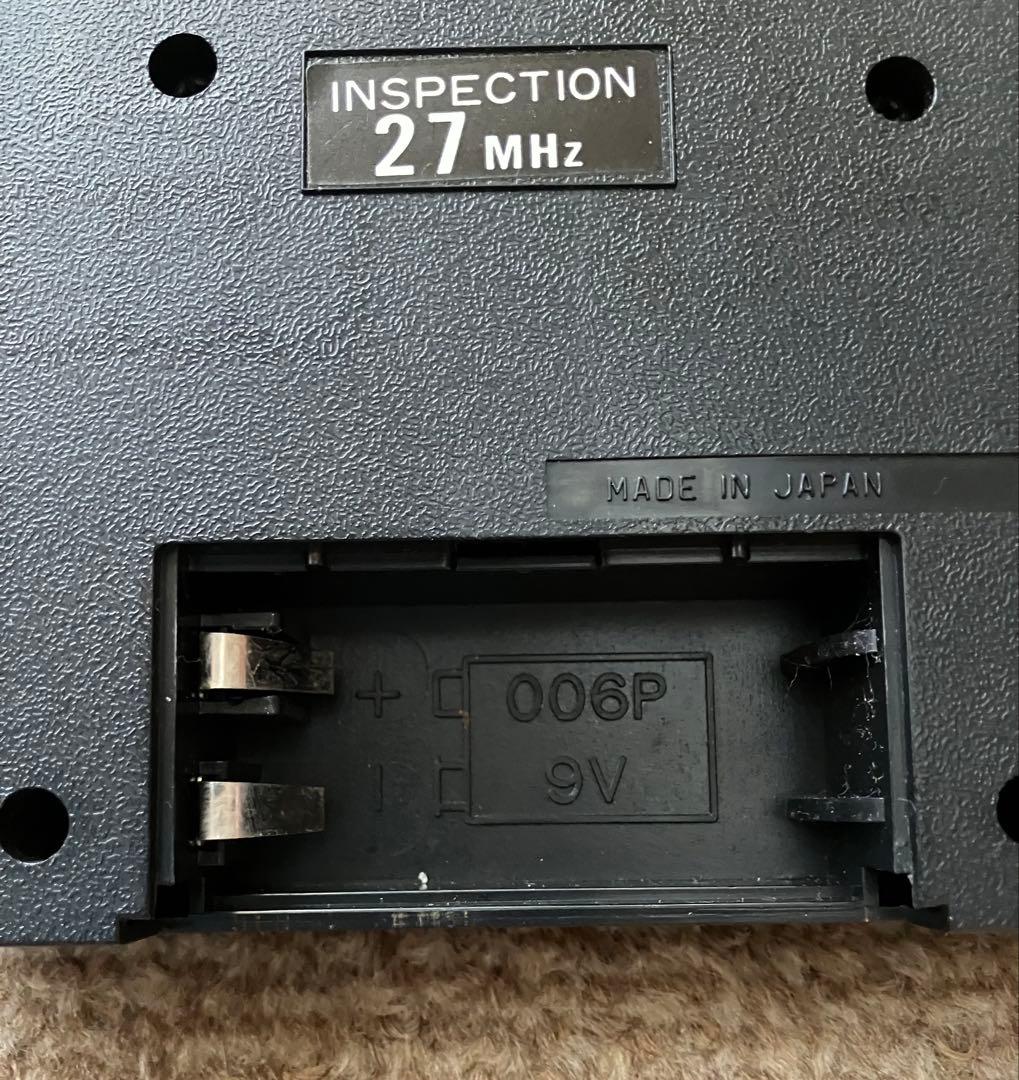 INSPECTION
27 MHz
MADE IN JAPAN
+ 006P
- 9V